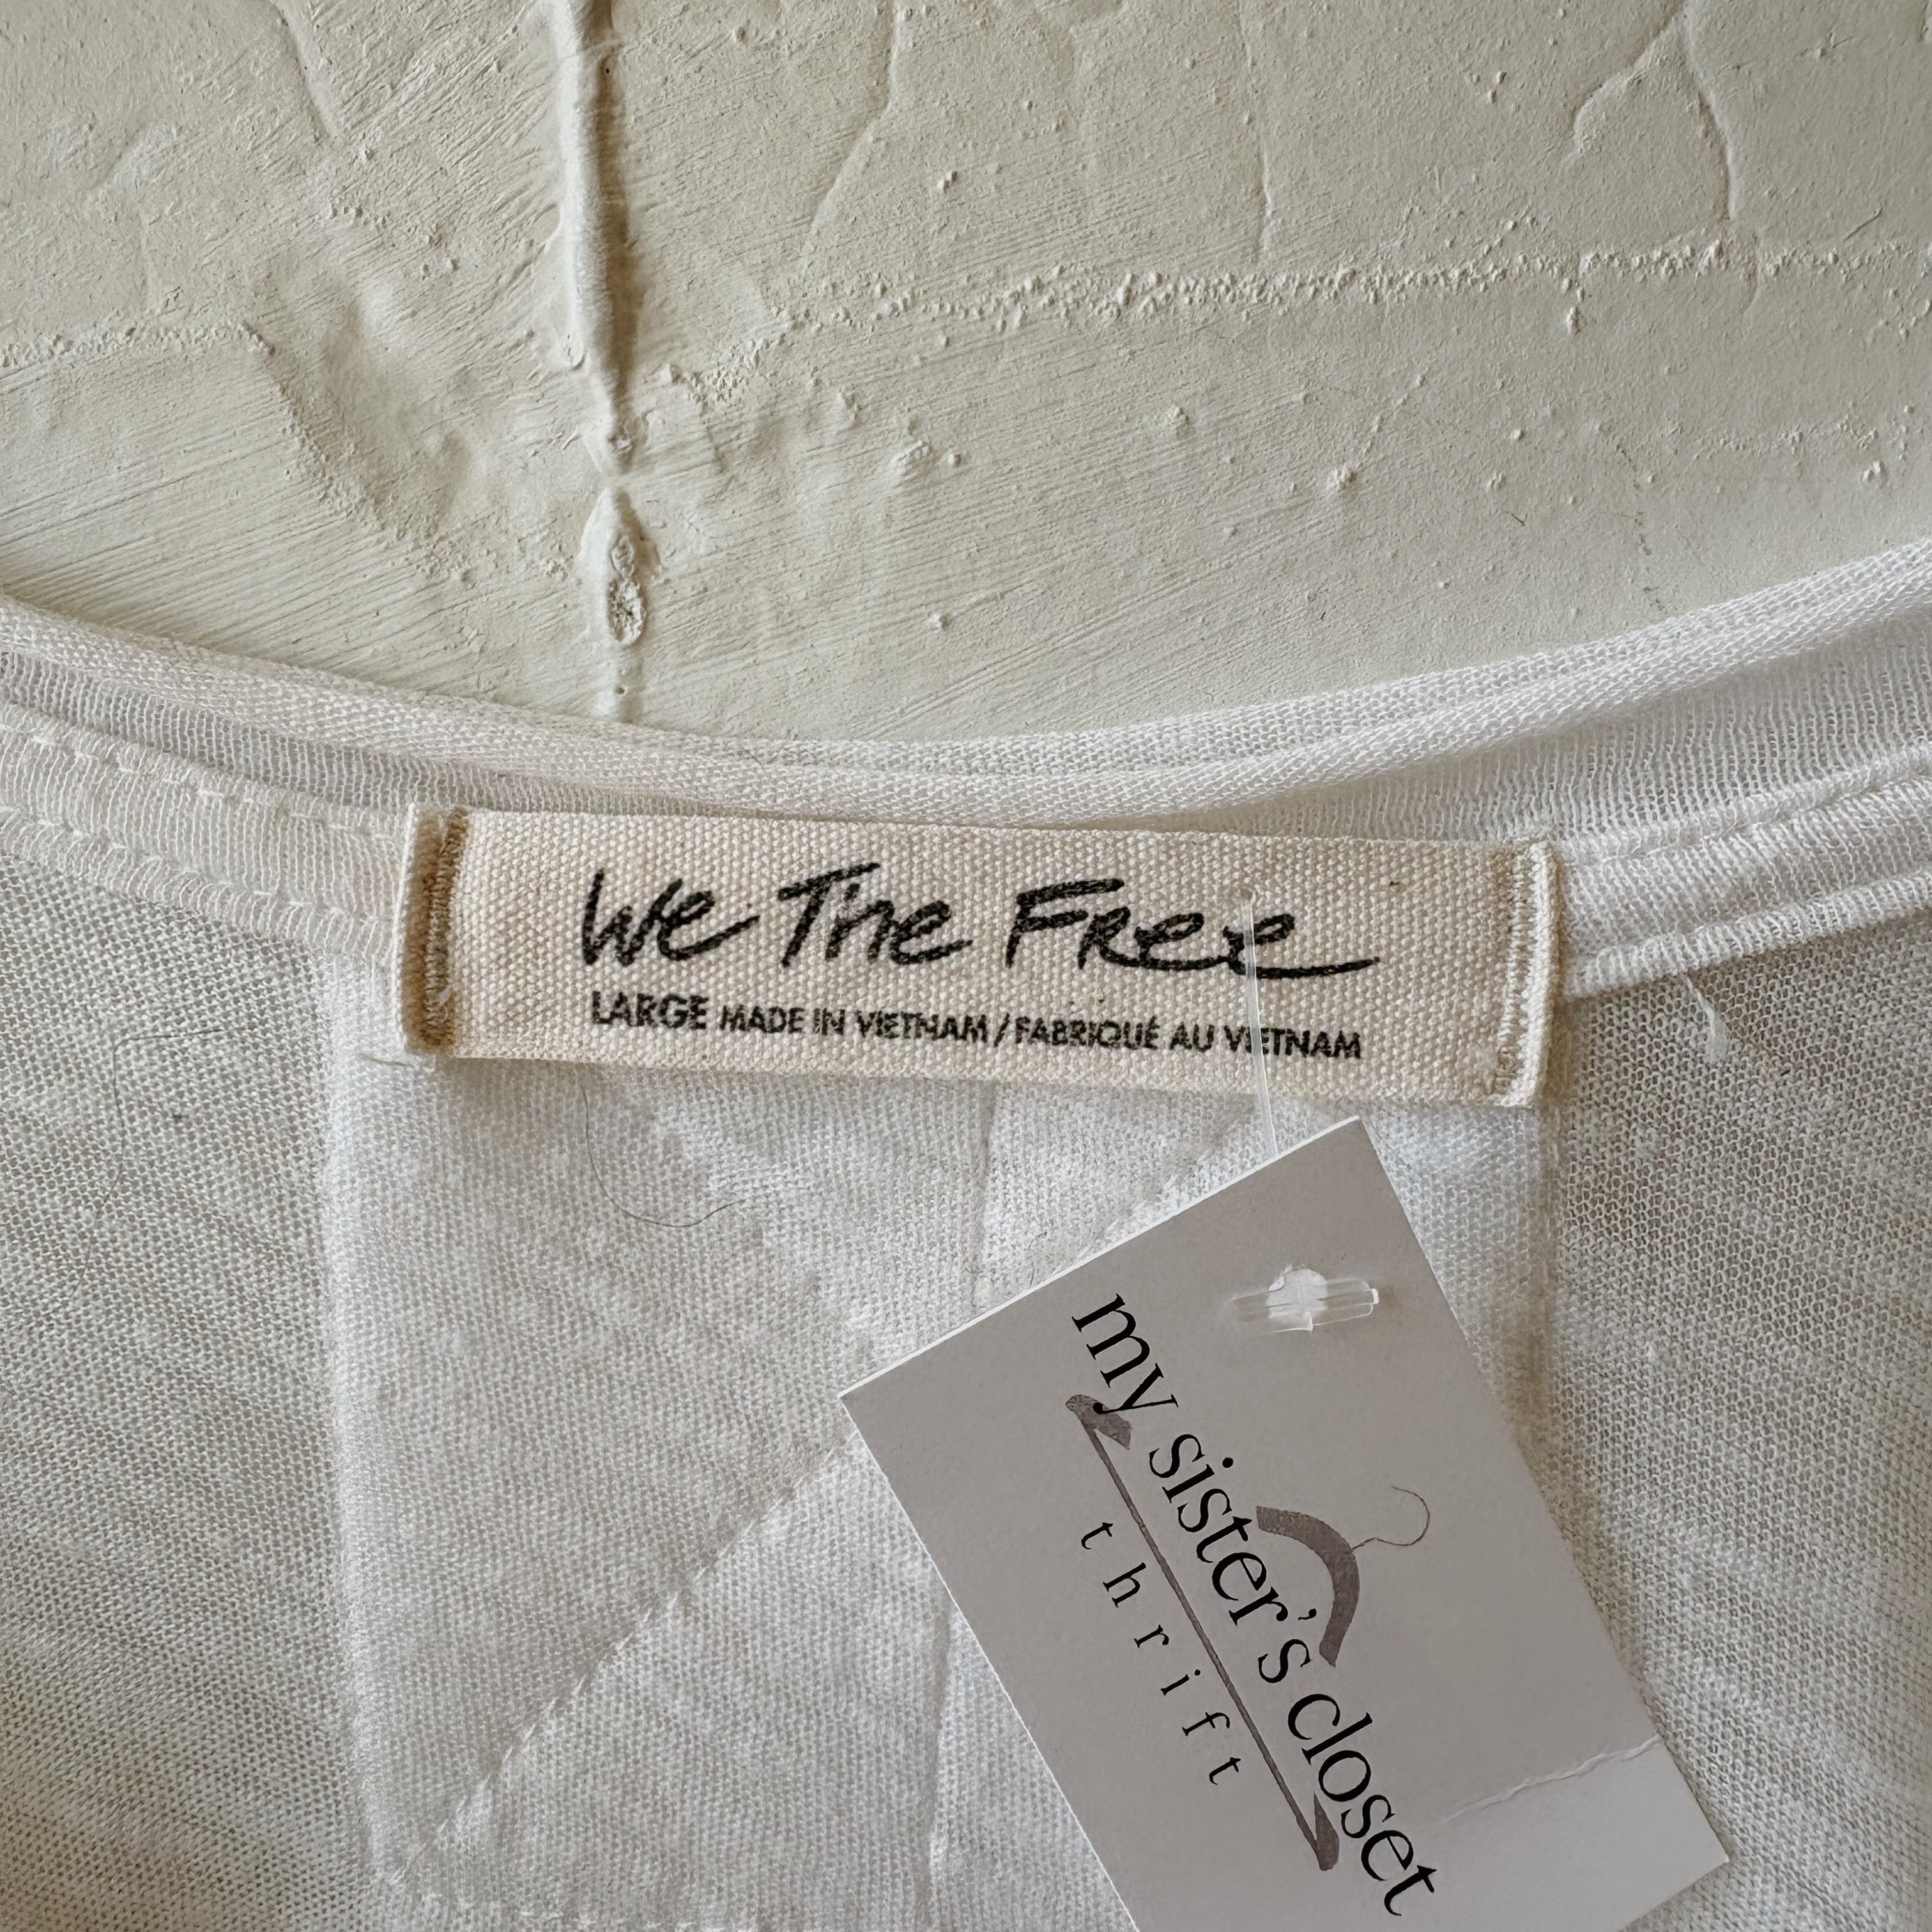 We The Free
LARGE MADE IN VIETNAM / FABRIQUÉ AU VIETNAM
my sister's closet
thrift